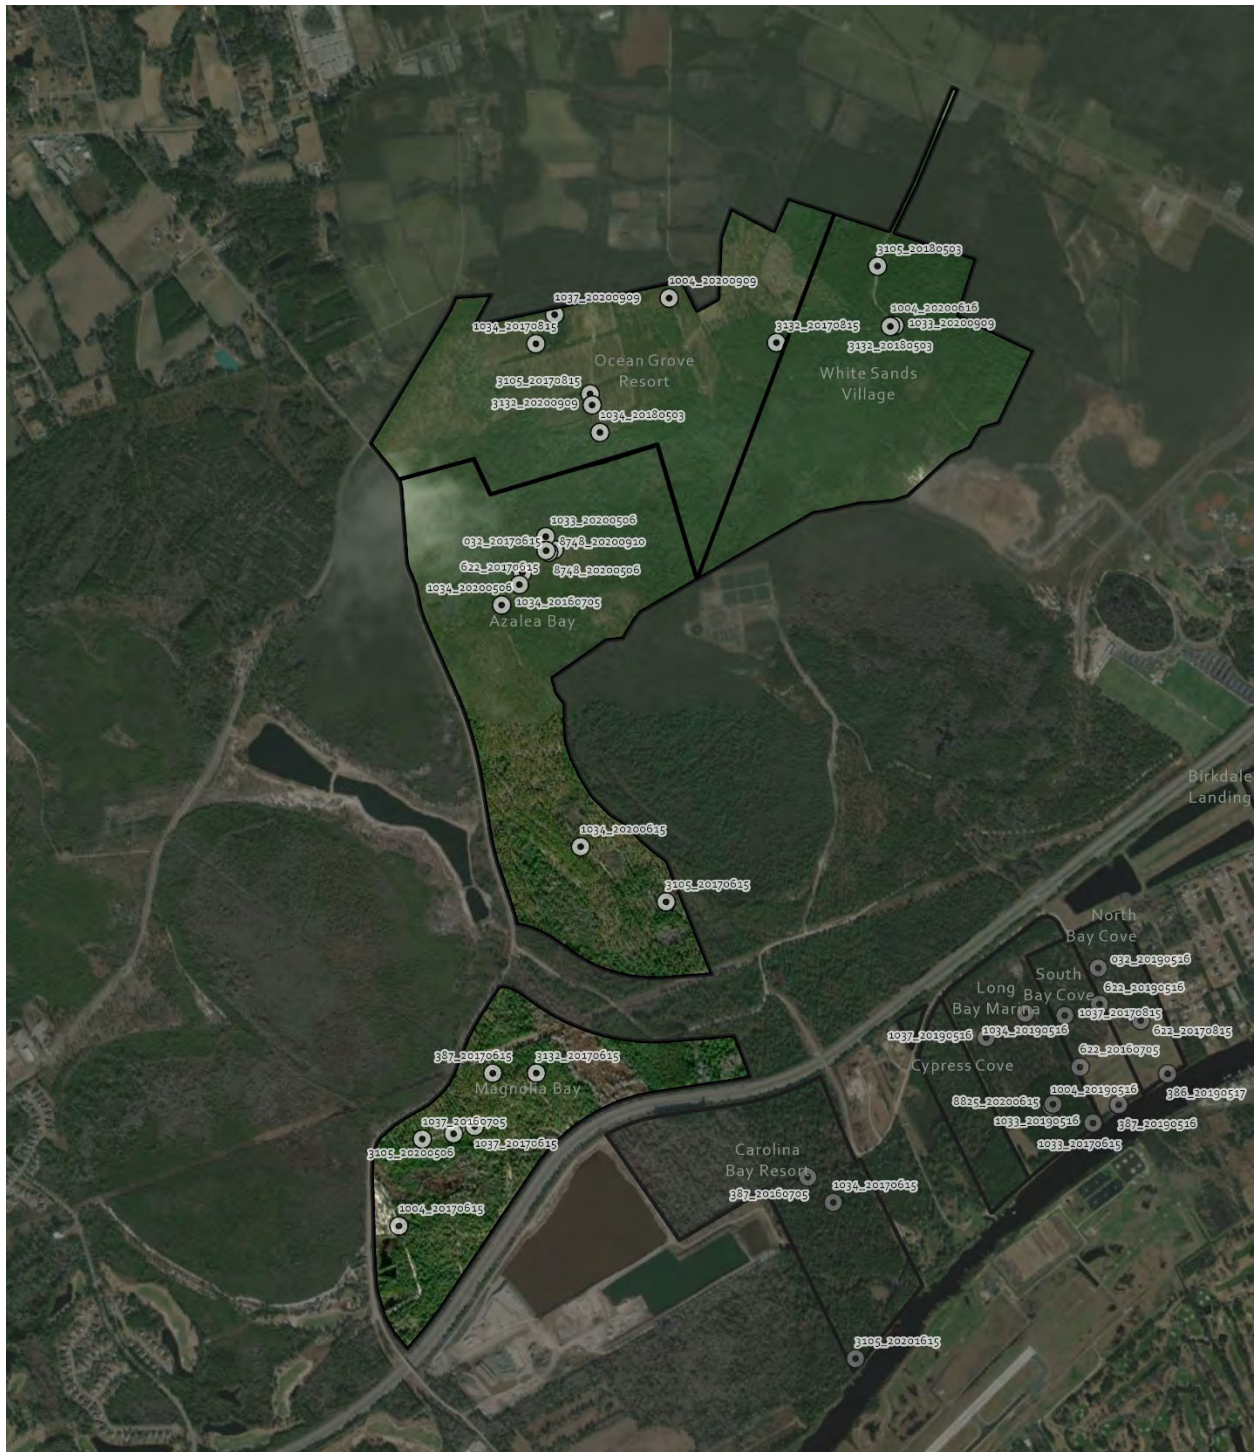 3105_20180503
1004_20200909
1037_20200909
1004_20200616
1033_20200909
1034_20170815
3132_20170815
3132_20180503
Ocean Grove
Resort
White Sands
Village
3105_20170815
3132_20200909
1034_20180503
1033_20200506
032_20170615
8748_20200910
622_20170615
8748_20200506
1034_20200506
1034_20160705
Azalea Bay
Birkdale
Landing
1034_20200615
3105_20170615
North
Bay Cove
032_20190516
South
Bay Cove
Long
Bay Marina
622_20190516
1037_20170815
622_20170815
1037_20190516
1034_20190516
622_20160705
Cypress Cove
387_20170615
3132_20170615
Magnolia Bay
1004_20190516
386_20190517
8825_20200615
1033_20190516
387_20190516
1037_20160705
1037_20170615
3105_20200506
1033_20170615
Carolina
Bay Resort
387_20160705
1034_20170615
1004_20170615
3105_20201615